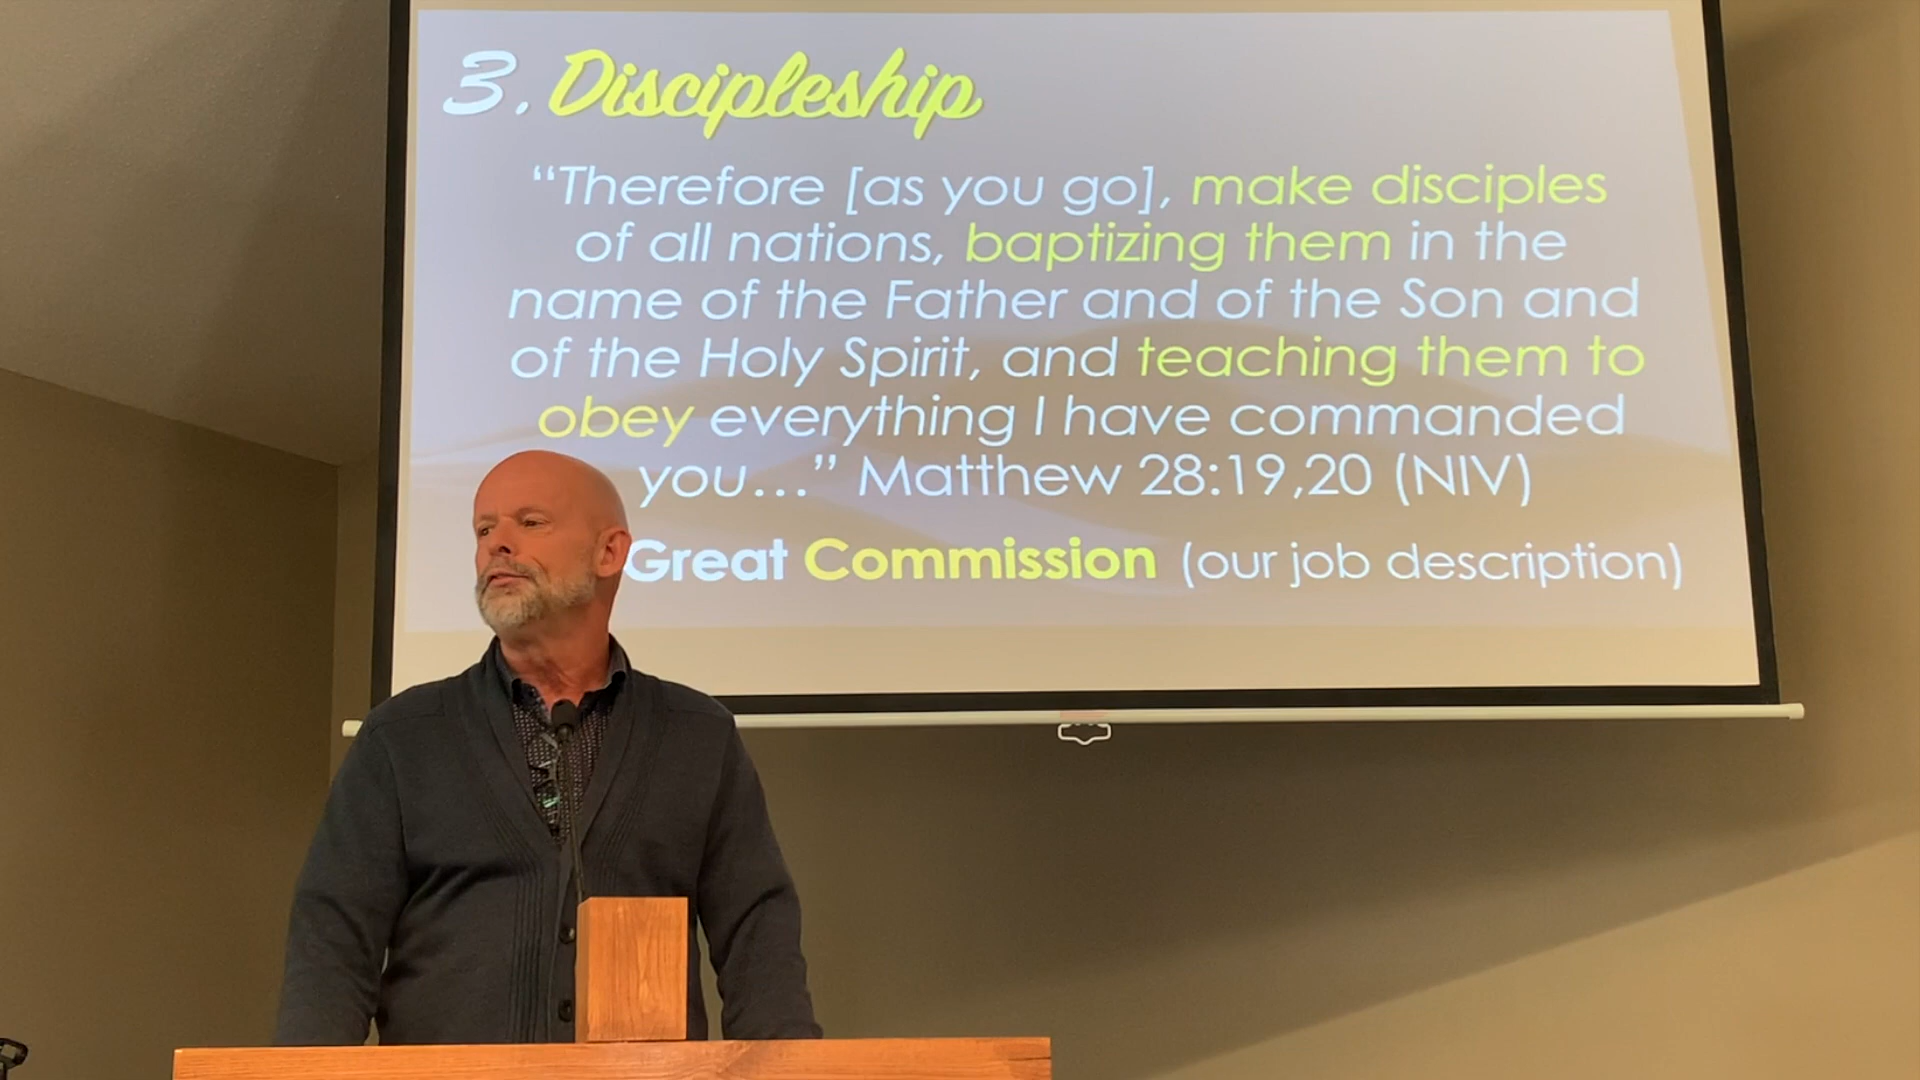 3. Discipleship
“Therefore [as you go], make disciples
of all nations, baptizing them in the
name of the Father and of the Son and
of the Holy Spirit, and teaching them to
obey everything I have commanded
you…” Matthew 28:19,20 (NIV)
Great Commission (our job description)